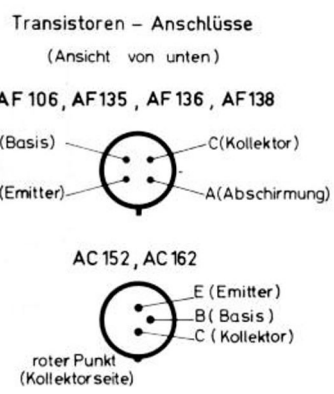 Transistoren – Anschlüsse
(Ansicht von unten)
AF 106, AF135, AF 136, AF138
(Basis)
C(Kollektor)
(Emitter)
A(Abschirmung)
AC 152, AC 162
E (Emitter)
B( Basis)
C ( Kollektor)
roter Punkt
(Kollektorseite)